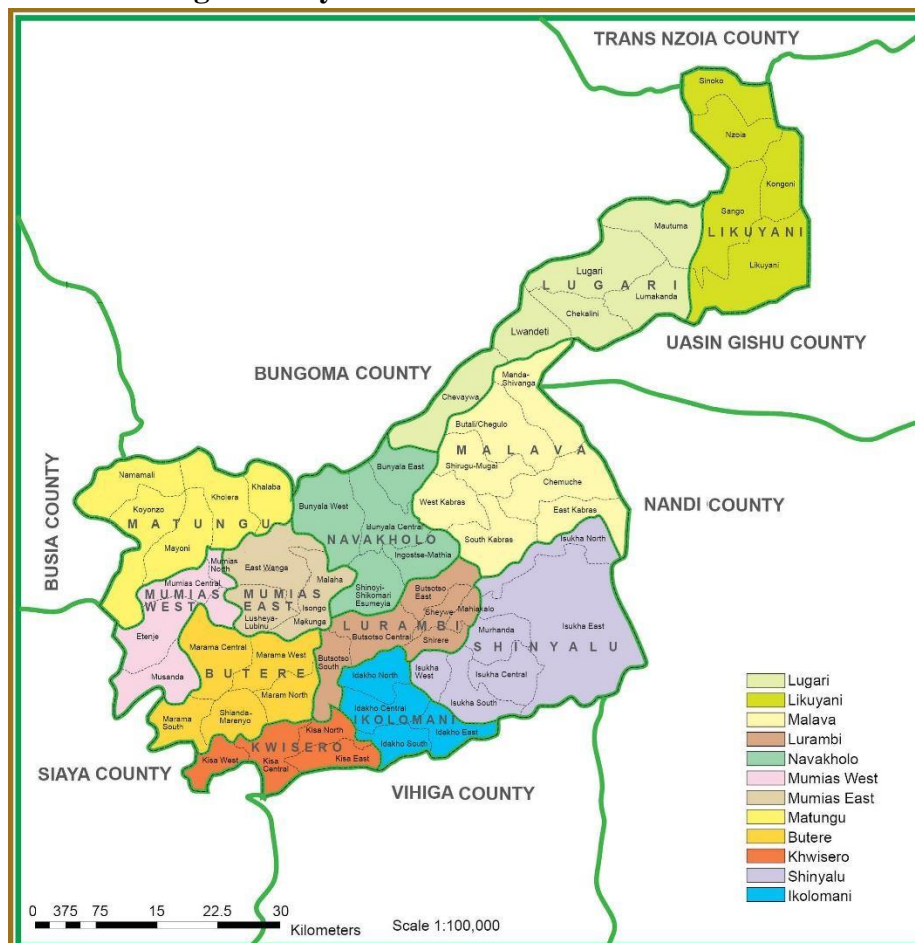 TRANS NZOIA COUNTY
Sinoko
Nzoia
Kongoni
Sango
LIKUYANI
Likuyani
Mautuma
Lugari
LUGARI
Lumakanda
Chekalini
Lwandeti
UASIN GISHU COUNTY
BUNGOMA COUNTY
Manda-
Shivanga
Chevaywa
Butali/Chegulo
MALAVA
Shirugu-Mugai
Chemuche
West Kabras
East Kabras
South Kabras
NANDI COUNTY
BUSIA COUNTY
Namamali
Kholera
Khalaba
Koyonzo
MATUNGU
Mayoni
Bunyala East
Bunyala West
Bunyala Central
NAVAKHOLO
Ingostse-Mathia
Shinoyi-
Shikomari
Esumeyia
Isukha North
Mumias
North
Mumias Central
MUMIAS
WEST
Etenje
Musanda
East Wanga
Malaha
MUMIAS
EAST
Isongo
Lusheya-
Lubinu
Makunga
Butsotso
East
Sheywe
Mahiakalo
LURAMBI
Butsotso Central
Shirere
Butsotso
South
Murhanda
Isukha East
SHINYALU
Isukha
West
Isukha Central
Isukha South
Marama Central
Marama West
BUTERE
Maram North
Marama
South
Shianda-
Marenyo
Idakho North
Idakho Central
IKOLOMANI
Idakho East
Idakho South
Kisa North
KWISERO
Kisa West
Kisa
Central
Kisa East
SIAYA COUNTY
VIHIGA COUNTY
Lugari
Likuyani
Malava
Lurambi
Navakholo
Mumias West
Mumias East
Matungu
Butere
Khwisero
Shinyalu
Ikolomani
0 375 75 15 22.5 30
Kilometers
Scale 1:100,000